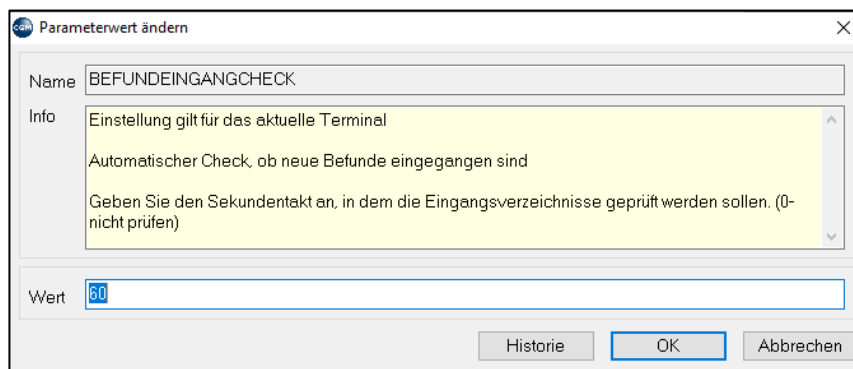 CGM Parameterwert ändern
Name BEFUNDEINGANGCHECK
Info Einstellung gilt für das aktuelle Terminal
Automatischer Check, ob neue Befunde eingegangen sind
Geben Sie den Sekundentakt an, in dem die Eingangsverzeichnisse geprüft werden sollen. (0-
nicht prüfen)
Wert 60
Historie OK Abbrechen